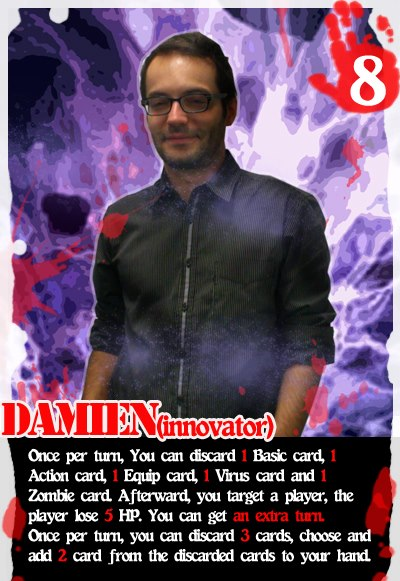 8
DAMIEN(innovator)
Once per turn, You can discard 1 Basic card, 1
Action card, 1 Equip card, 1 Virus card and 1
Zombie card. Afterward, you target a player, the
player lose 5 HP. You can get an extra turn.
Once per turn, you can discard 3 cards, choose and
add 2 card from the discarded cards to your hand.